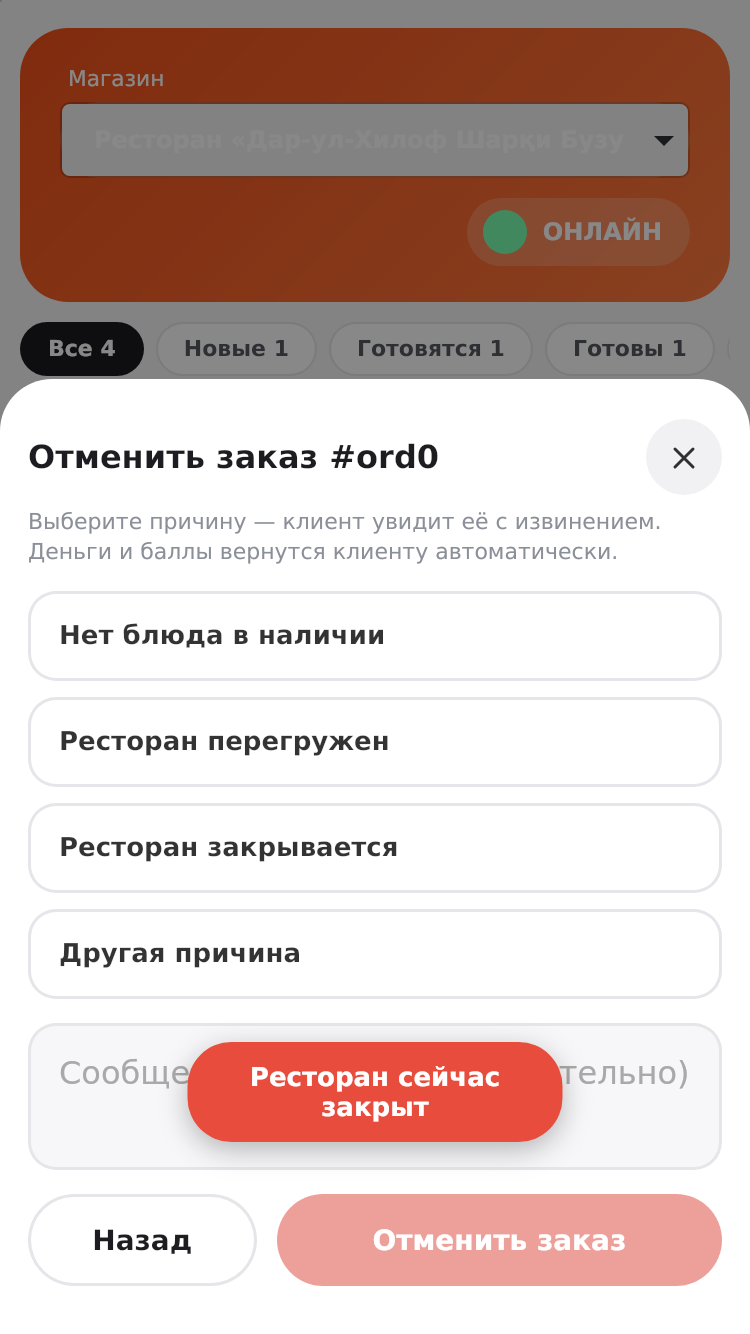 Магазин
Ресторан «Дар-ул-Хилоф Шарқи Бузу
ОНЛАЙН
Все 4
Новые 1
Готовятся 1
Готовы 1
Отменить заказ #ord0
Выберите причину — клиент увидит её с извинением.
Деньги и баллы вернутся клиенту автоматически.
Нет блюда в наличии
Ресторан перегружен
Ресторан закрывается
Другая причина
Ресторан сейчас
закрыт
Назад
Отменить заказ